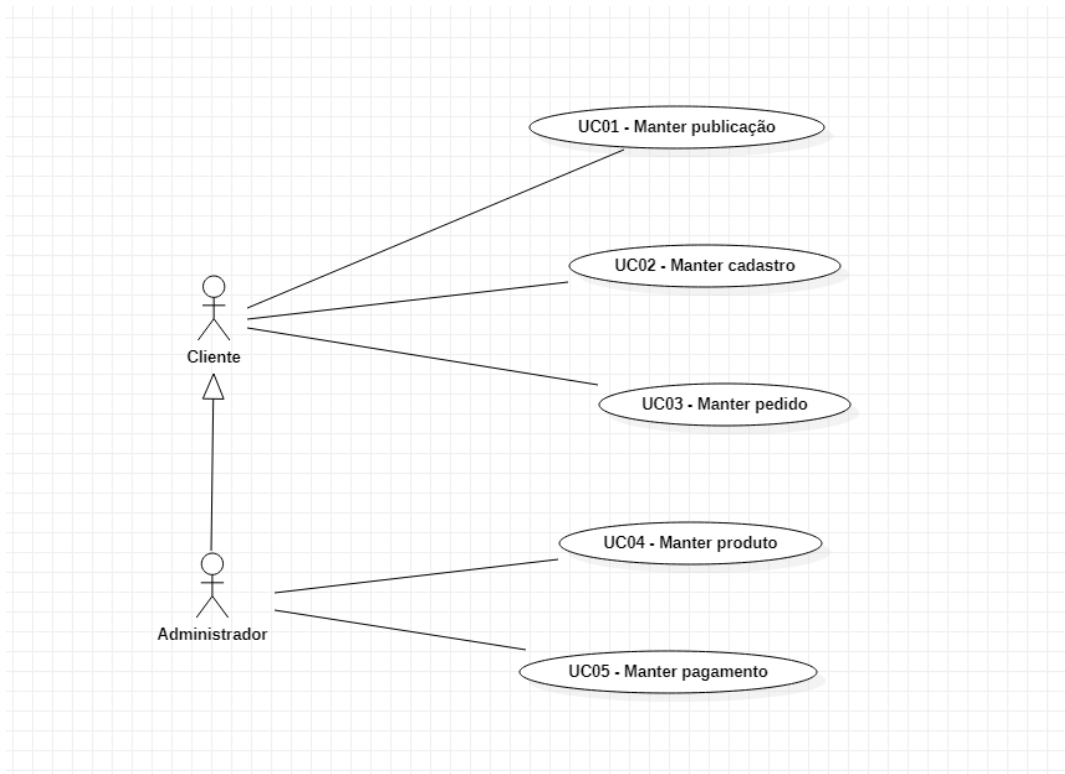 UC01 - Manter publicação
UC02 - Manter cadastro
Cliente
UC03 - Manter pedido
UC04 - Manter produto
Administrador
UC05 - Manter pagamento